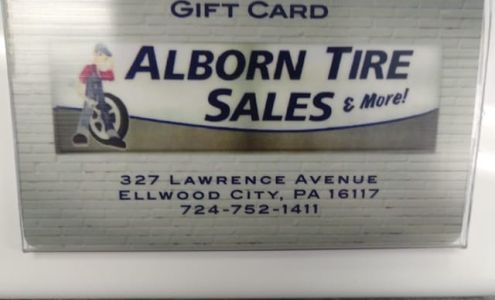 GIFT CARD
ALBORN TIRE
SALES & More!
327 LAWRENCE AVENUE
ELLWOOD CITY, PA 16117
724-752-1411